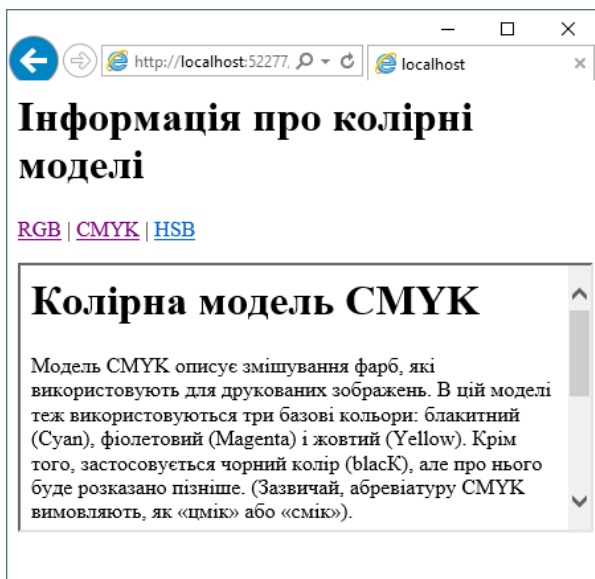 http://localhost:52277,
localhost
Інформація про колірні
моделі
RGB | CMYK | HSB
Колірна модель CMYK
Модель CMYK описує змішування фарб, які
використовують для друкованих зображень. В цій моделі
теж використовуються три базові кольори: блакитний
(Cyan), фіолетовий (Magenta) і жовтий (Yellow). Крім
того, застосовується чорний колір (blacK), але про нього
буде розказано пізніше. (Зазвичай, абревіатуру CMYK
вимовляють, як «цмік» або «смік»).